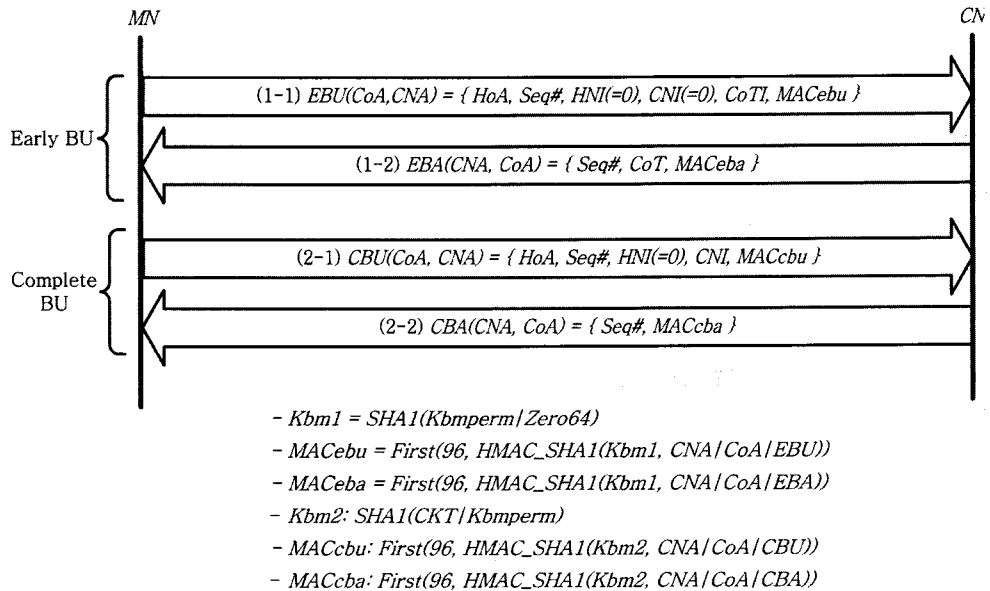 MN
CN
(1-1) EBU(CoA,CNA) = { HoA, Seq#, HNI(=0), CNI(=0), CoTI, MACebu }
Early BU
(1-2) EBA(CNA, CoA) = { Seq#, CoT, MACeba }
(2-1) CBU(CoA, CNA) = { HoA, Seq#, HNI(=0), CNI, MACcbu }
Complete
BU
(2-2) CBA(CNA, CoA) = { Seq#, MACcba }
- Kbm1 = SHA1(Kbmperm|Zero64)
- MACebu = First(96, HMAC_SHA1(Kbm1, CNA|CoA|EBU))
- MACeba = First(96, HMAC_SHA1(Kbm1, CNA|CoA|EBA))
- Kbm2: SHA1(CKT|Kbmperm)
- MACcbu: First(96, HMAC_SHA1(Kbm2, CNA|CoA|CBU))
- MACcba: First(96, HMAC_SHA1(Kbm2, CNA|CoA|CBA))